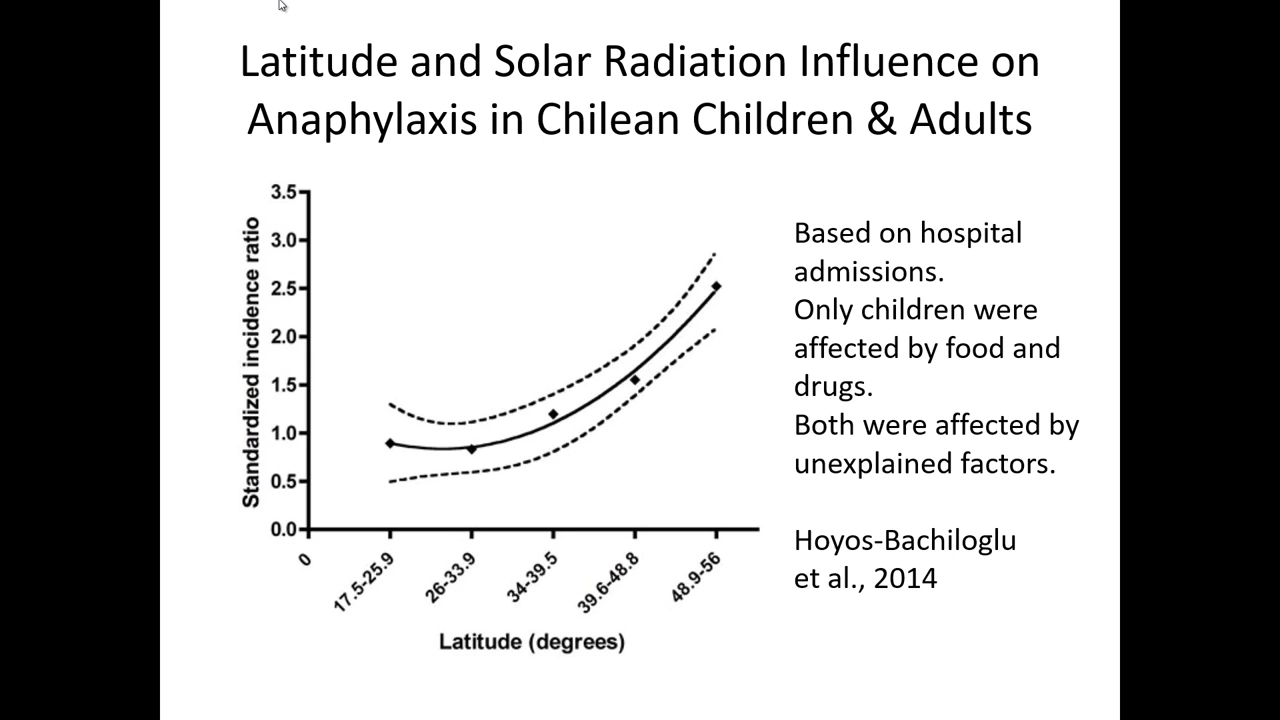 Latitude and Solar Radiation Influence on
Anaphylaxis in Chilean Children & Adults
Standardized incidence ratio
3.5
3.0
2.5
2.0
1.5
1.0
0.5
0.0
0
17.5-25.9
26-33.9
34-39.5
39.6-48.8
48.9-56
Latitude (degrees)
Based on hospital
admissions.
Only children were
affected by food and
drugs.
Both were affected by
unexplained factors.
Hoyos-Bachiloglu
et al., 2014